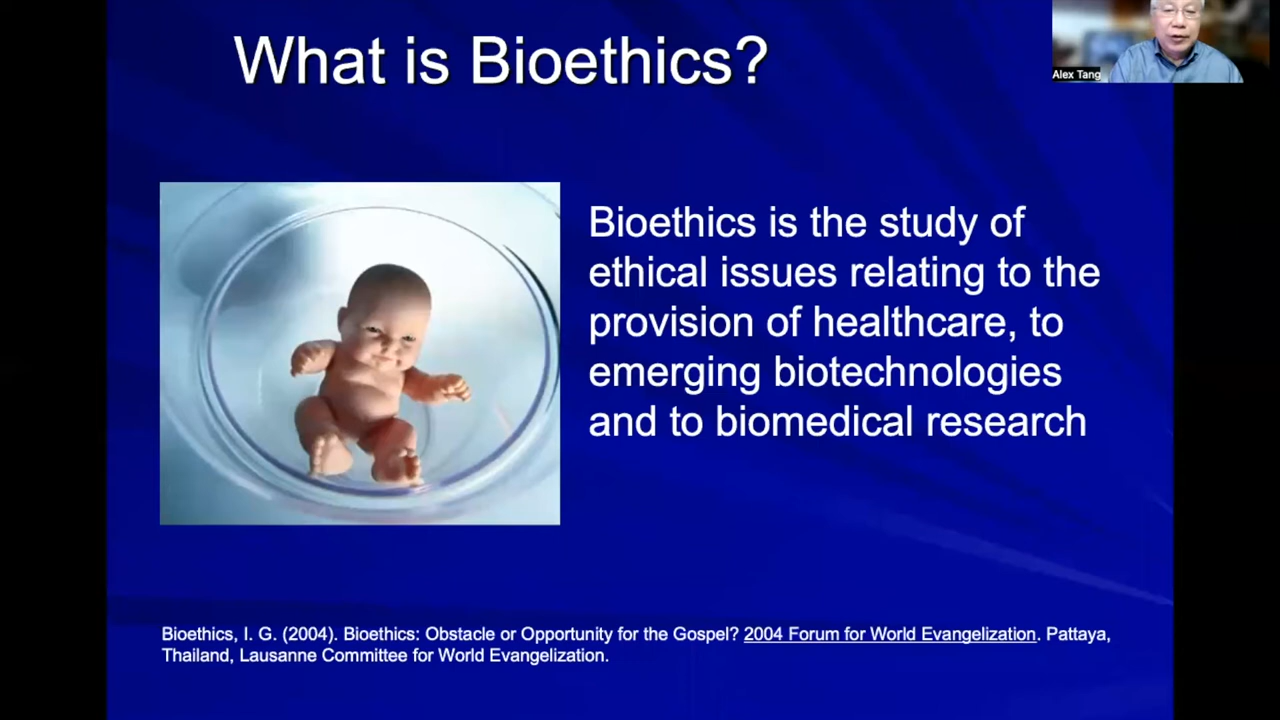 What is Bioethics?
Alex Tang
Bioethics is the study of
ethical issues relating to the
provision of healthcare, to
emerging biotechnologies
and to biomedical research
Bioethics, I. G. (2004). Bioethics: Obstacle or Opportunity for the Gospel? 2004 Forum for World Evangelization. Pattaya,
Thailand, Lausanne Committee for World Evangelization.